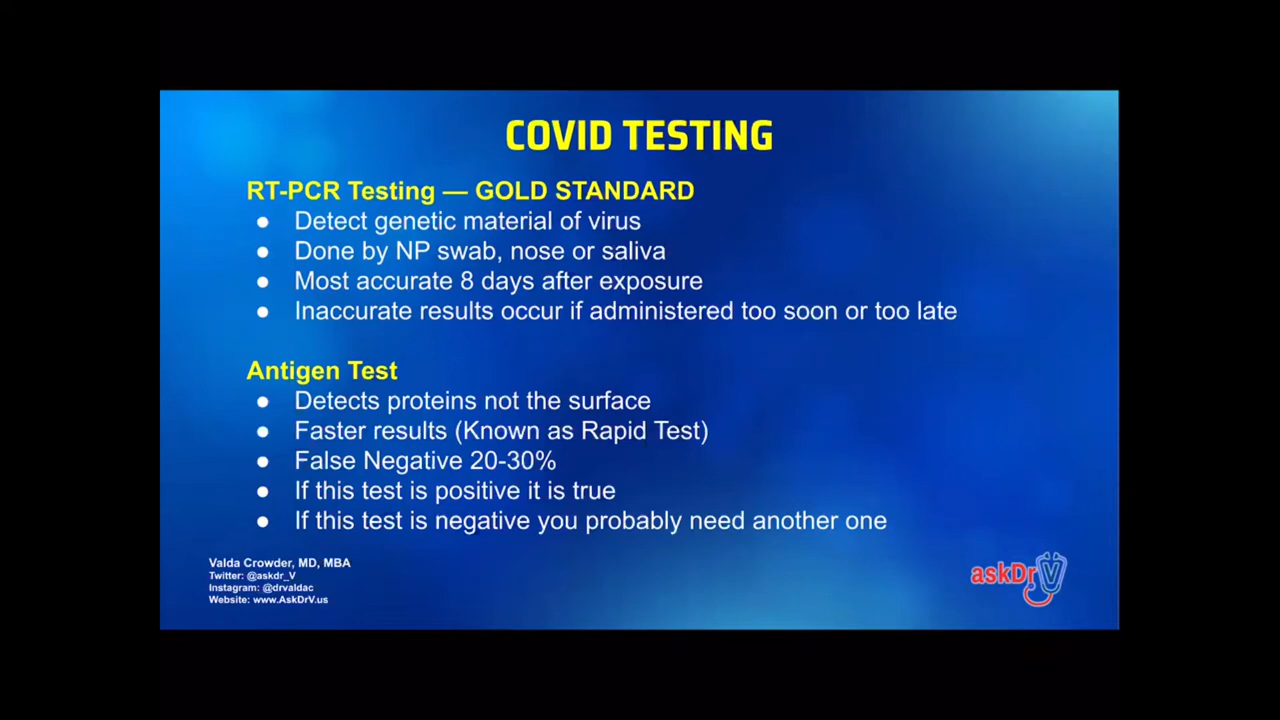 COVID TESTING
RT-PCR Testing — GOLD STANDARD
● Detect genetic material of virus
● Done by NP swab, nose or saliva
● Most accurate 8 days after exposure
● Inaccurate results occur if administered too soon or too late
Antigen Test
● Detects proteins not the surface
● Faster results (Known as Rapid Test)
● False Negative 20-30%
● If this test is positive it is true
● If this test is negative you probably need another one
Valda Crowder, MD, MBA
Twitter: @askdr_V
Instagram: @drvaldac
Website: www.AskDrV.us
askDrV